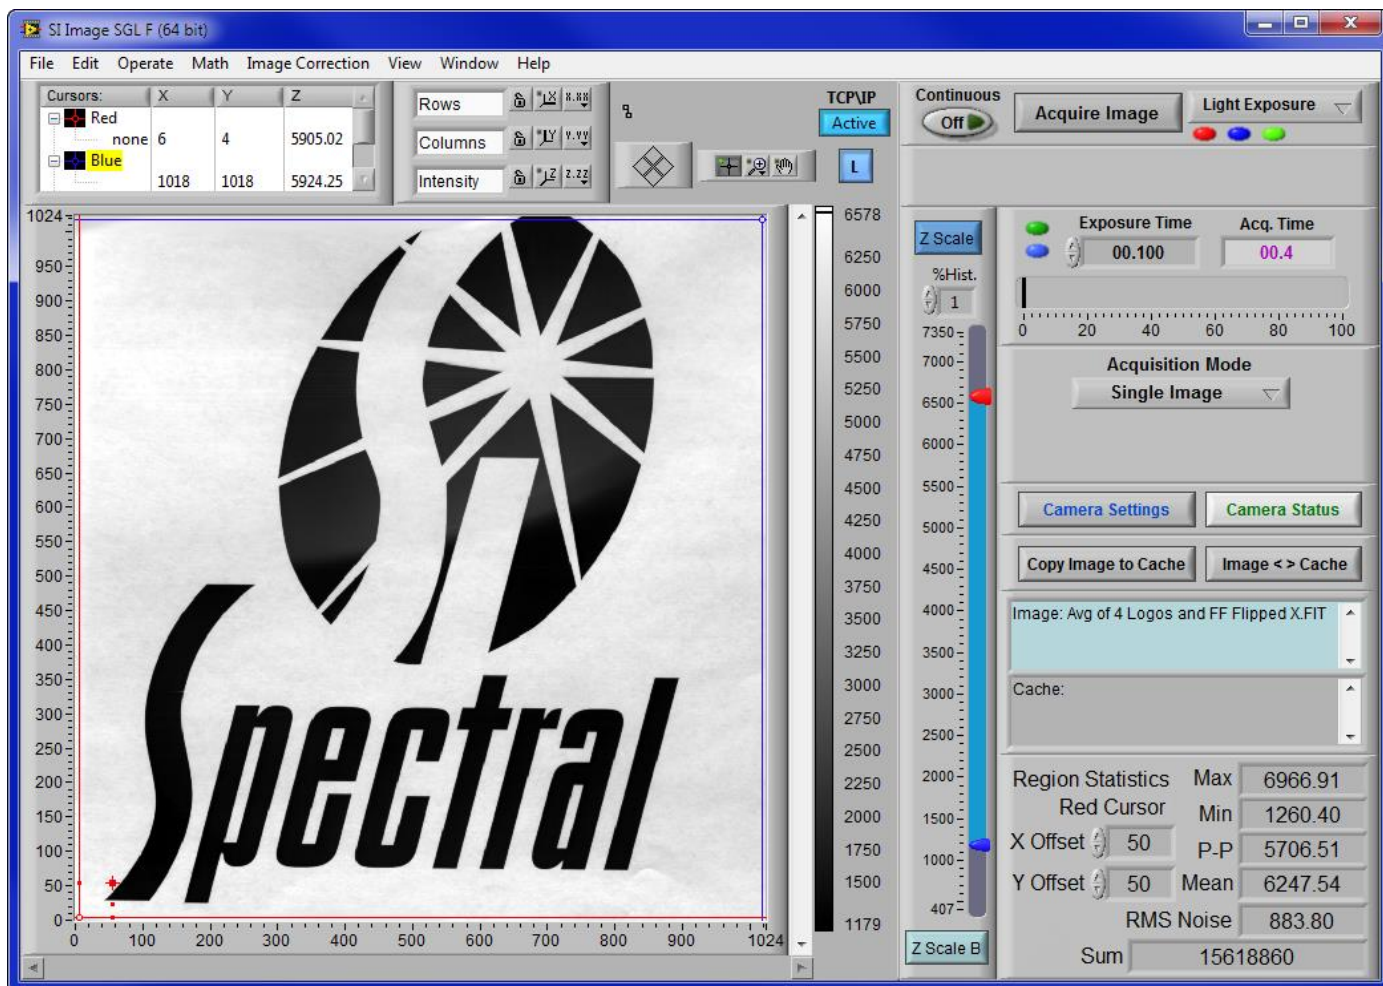 SI Image SGL F (64 bit)
File Edit Operate Math Image Correction View Window Help
Cursors: X Y Z
Red
none 6 4 5905.02
Blue
1018 1018 5924.25
Rows
Columns
Intensity
X X.XX
Y Y.YY
Z Z.ZZ
TCP\IP
Active
L
Continuous
Off
Acquire Image
Light Exposure
Z Scale
%Hist.
1
7350
7000
6500
6000
5500
5000
4500
4000
3500
3000
2500
2000
1500
1000
407
Z Scale B
Exposure Time
00.100
Acq. Time
00.4
0 20 40 60 80 100
Acquisition Mode
Single Image
Camera Settings
Camera Status
Copy Image to Cache
Image < > Cache
Image: Avg of 4 Logos and FF Flipped X.FIT
Cache:
Region Statistics
Red Cursor
X Offset 50
Y Offset 50
Max 6966.91
Min 1260.40
P-P 5706.51
Mean 6247.54
RMS Noise 883.80
Sum 15618860
1024
950
900
850
800
750
700
650
600
550
500
450
400
350
300
250
200
150
100
50
0
0 100 200 300 400 500 600 700 800 900 1024
Si
Spectral
6578
6250
6000
5750
5500
5250
5000
4750
4500
4250
4000
3750
3500
3250
3000
2750
2500
2250
2000
1750
1500
1179